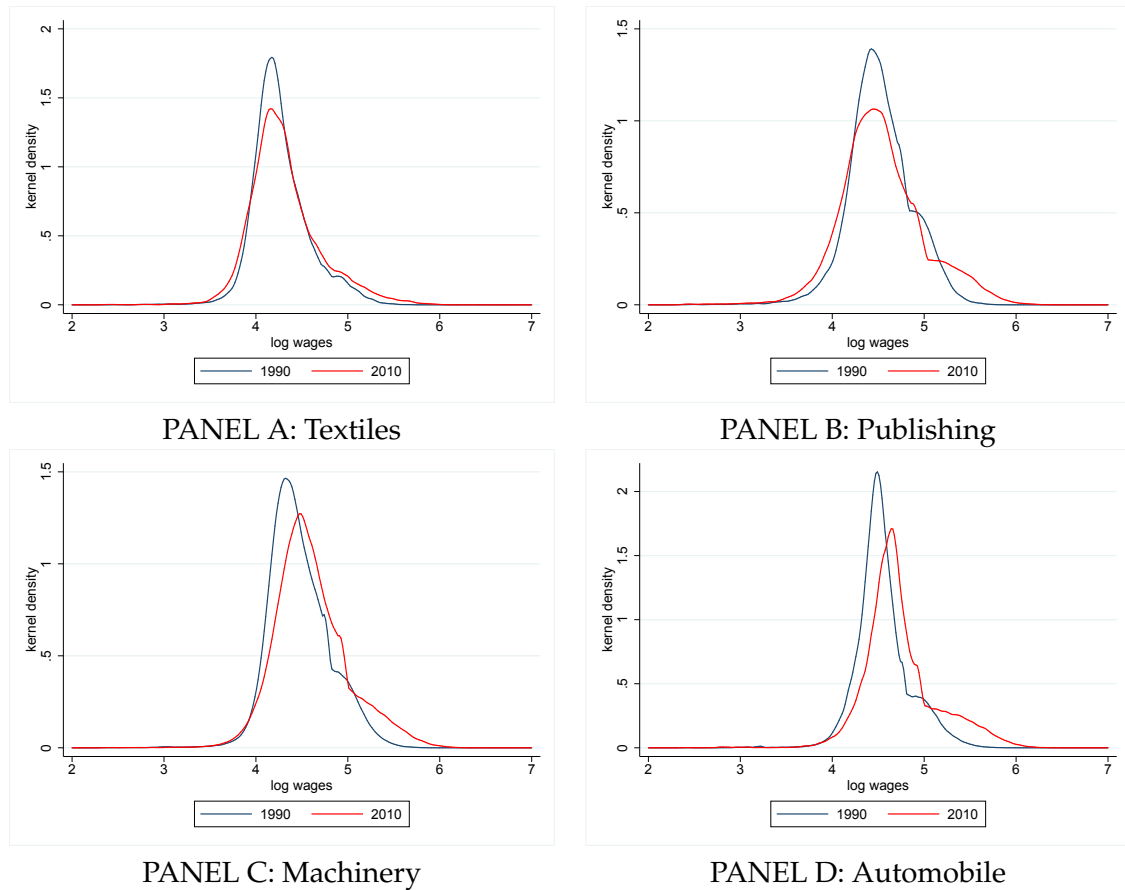 2
1.5
1
.5
0
kernel density
2 3 4 5 6 7
log wages
1990 2010
PANEL A: Textiles
1.5
1
.5
0
kernel density
2 3 4 5 6 7
log wages
1990 2010
PANEL B: Publishing
1.5
1
.5
0
kernel density
2 3 4 5 6 7
log wages
1990 2010
PANEL C: Machinery
2
1.5
1
.5
0
kernel density
2 3 4 5 6 7
log wages
1990 2010
PANEL D: Automobile